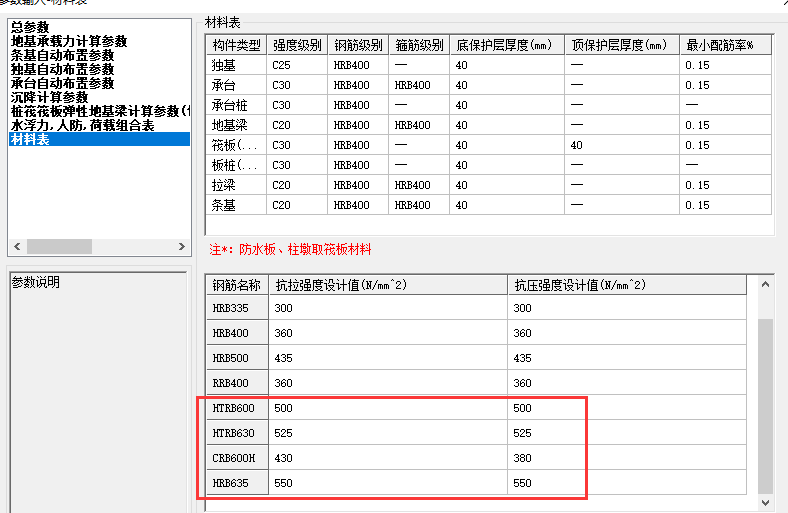 参数输入-材料表
总参数
地基承载力计算参数
条基自动布置参数
独基自动布置参数
承台自动布置参数
沉降计算参数
桩筏筏板弹性地基梁计算参数(
水浮力,人防,荷载组合表
材料表
参数说明
材料表
构件类型 强度级别 钢筋级别 箍筋级别 底保护层厚度(mm) 顶保护层厚度(mm) 最小配筋率%
独基 C25 HRB400 — 40 — 0.15
承台 C30 HRB400 HRB400 40 — 0.15
承台桩 C30 HRB400 — 40 — —
地基梁 C20 HRB400 HRB400 40 — 0.15
筏板(... C30 HRB400 — 40 40 0.15
板桩(... C30 HRB400 — 40 — —
拉梁 C20 HRB400 HRB400 40 — 0.15
条基 C20 HRB400 HRB400 40 — 0.15
注*: 防水板、柱墩取筏板材料
钢筋名称 抗拉强度设计值(N/mm^2) 抗压强度设计值(N/mm^2)
HRB335 300 300
HRB400 360 360
HRB500 435 435
RRB400 360 360
HTRB600 500 500
HTRB630 525 525
CRB600H 430 380
HRB635 550 550